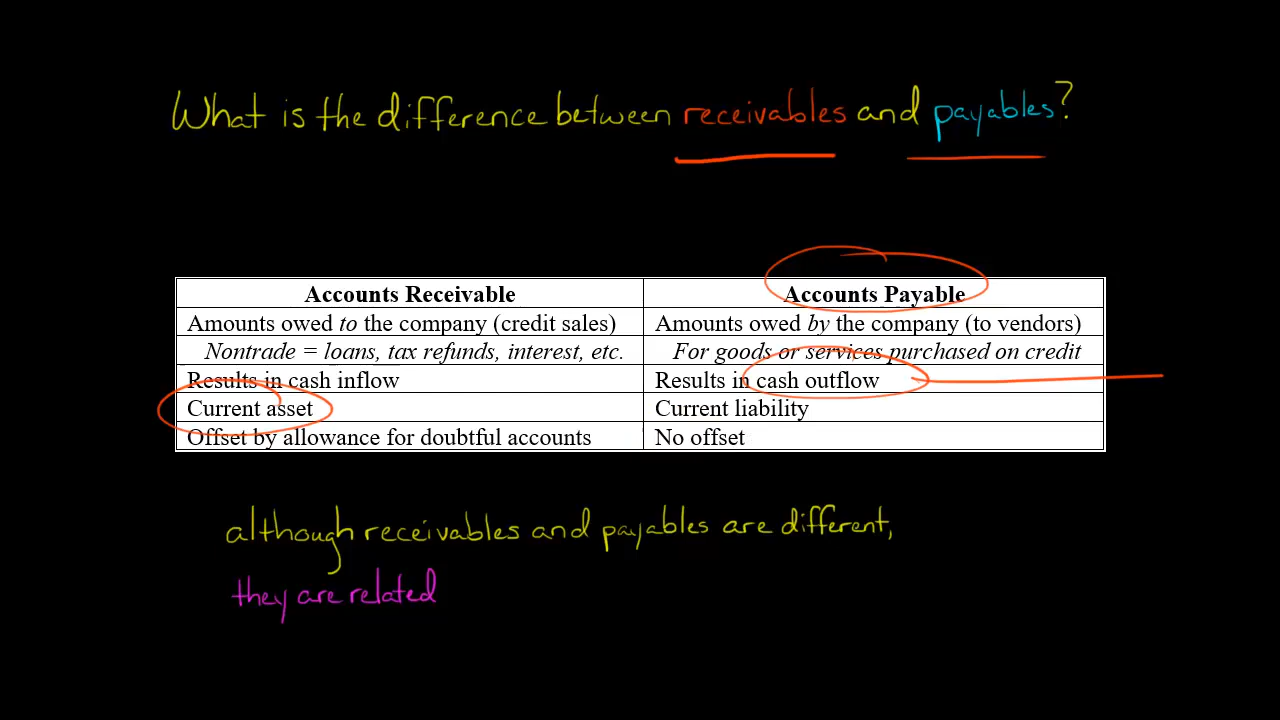 What is the difference between receivables and payables?
Accounts Receivable Accounts Payable
Amounts owed to the company (credit sales) Amounts owed by the company (to vendors)
Nontrade = loans, tax refunds, interest, etc. For goods or services purchased on credit
Results in cash inflow Results in cash outflow
Current asset Current liability
Offset by allowance for doubtful accounts No offset
although receivables and payables are different,
they are related